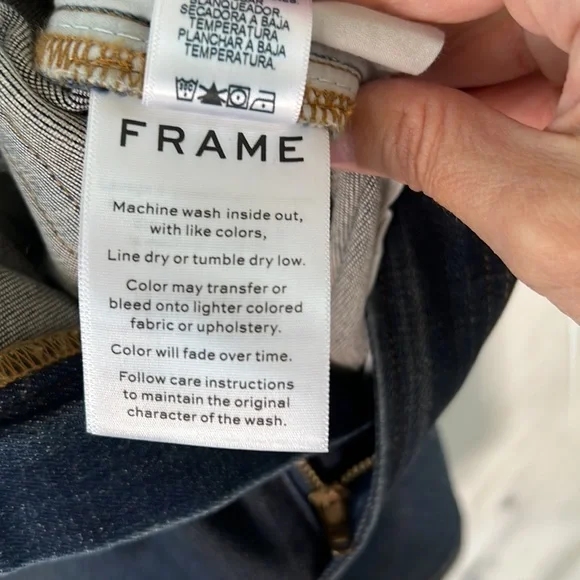 BLANQUEADOR.
SECADORA A BAJA
TEMPERATURA
PLANCHAR A BAJA
TEMPERATURA.
FRAME
Machine wash inside out,
with like colors,
Line dry or tumble dry low.
Color may transfer or
bleed onto lighter colored
fabric or upholstery.
Color will fade over time.
Follow care instructions
to maintain the original
character of the wash.